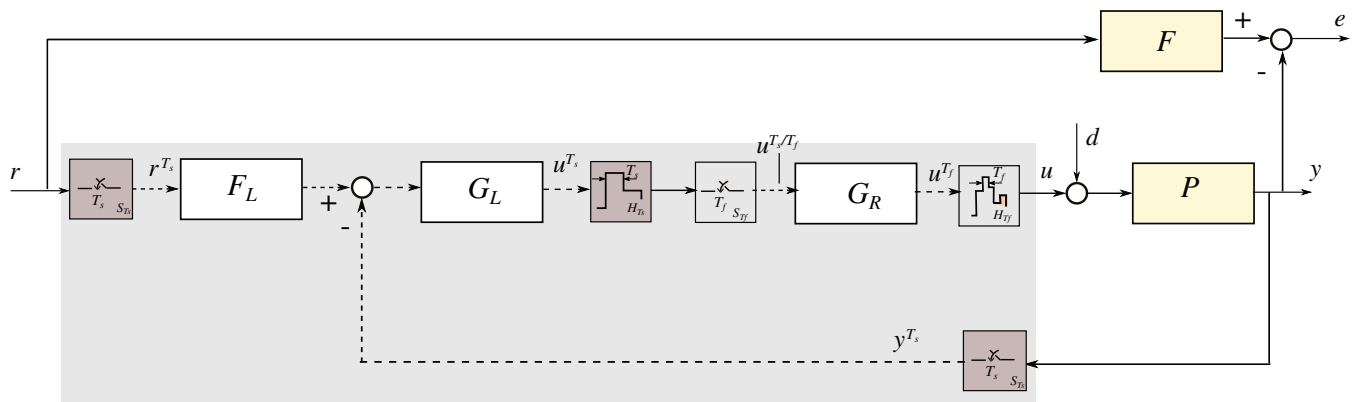 F
+
e
-
r
T_s
S_{Ts}
r^{T_s}
F_L
+
-
G_L
u^{T_s}
T_s
H_{Ts}
T_f
S_{Tf}
u^{T_s/T_f}
G_R
u^{T_f}
T_f
H_{Tf}
u
d
P
y
y^{T_s}
T_s
S_{Ts}